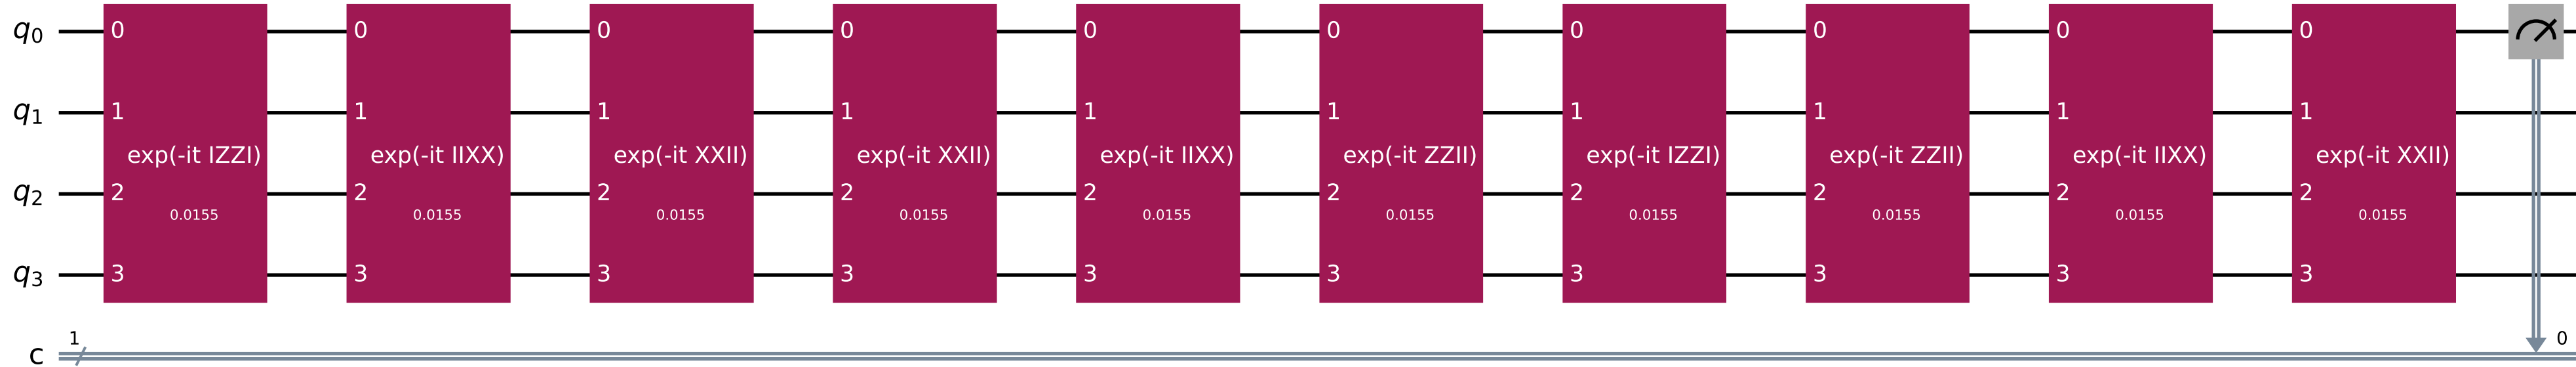 q0 0 0 0 0 0 0 0 0 0 0
q1 1 1 1 1 1 1 1 1 1 1
exp(-it IZZI) exp(-it IIXX) exp(-it XXII) exp(-it XXII) exp(-it IIXX) exp(-it ZZII) exp(-it IZZI) exp(-it ZZII) exp(-it IIXX) exp(-it XXII)
q2 2 2 2 2 2 2 2 2 2 2
0.0155 0.0155 0.0155 0.0155 0.0155 0.0155 0.0155 0.0155 0.0155 0.0155
q3 3 3 3 3 3 3 3 3 3 3
1 0
c